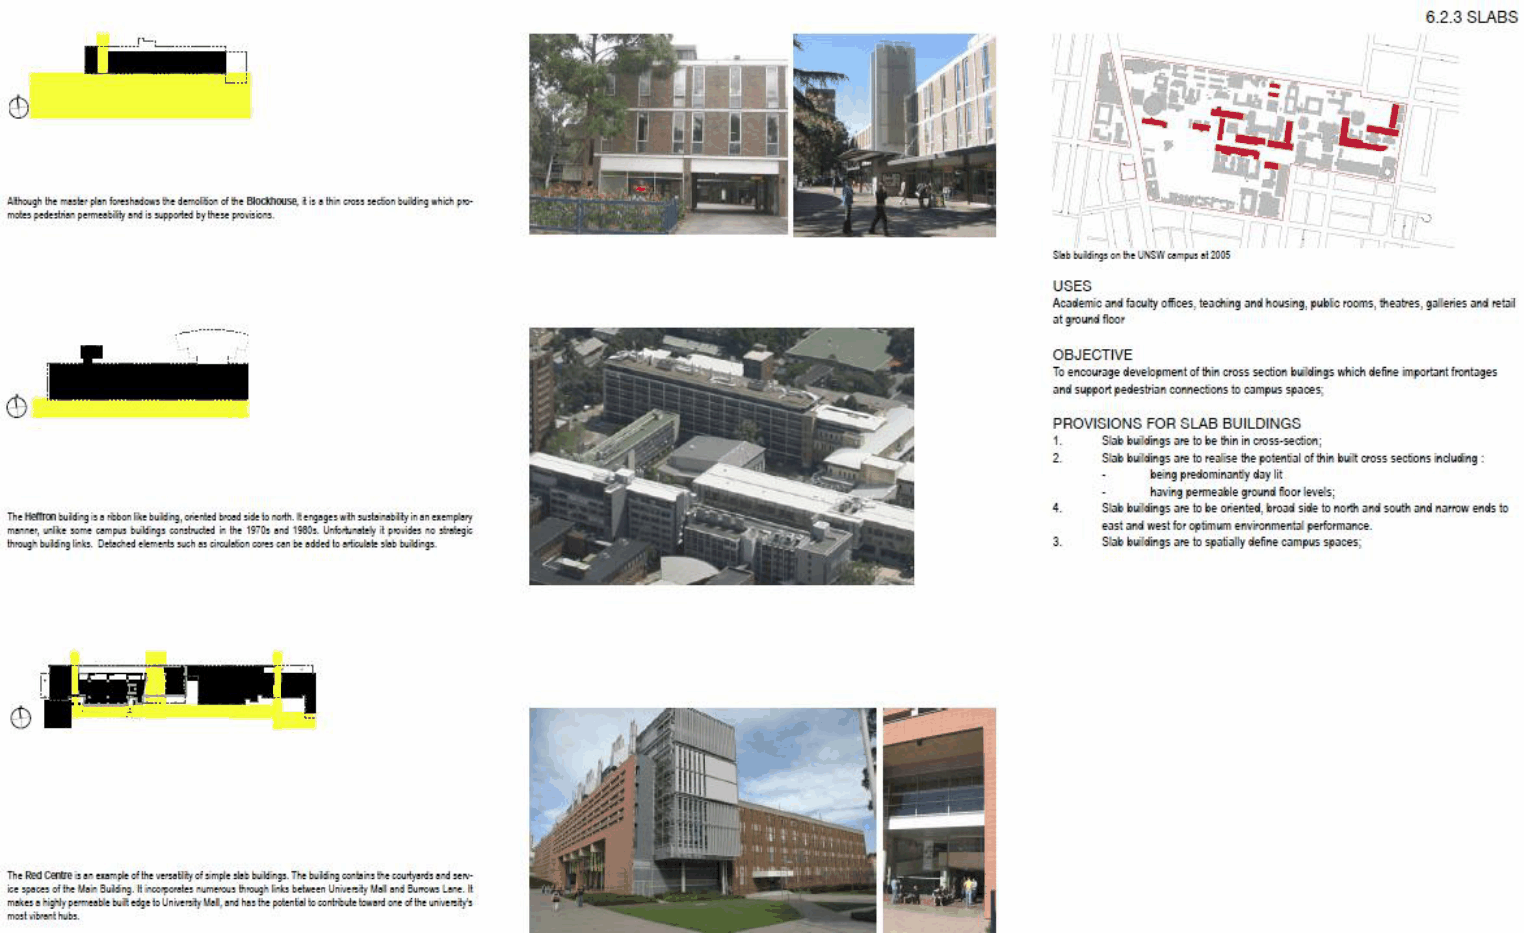 6.2.3 SLABS
Although the master plan foreshadows the demolition of the Blockhouse, it is a thin cross section building which pro-
motes pedestrian permeability and is supported by these provisions.
The Heffron building is a ribbon like building, oriented broad side to north. It engages with sustainability in an exemplary
manner, unlike some campus buildings constructed in the 1970s and 1980s. Unfortunately it provides no strategic
through building links. Detached elements such as circulation cores can be added to articulate slab buildings.
The Red Centre is an example of the versatility of simple slab buildings. The building contains the courtyards and serv-
ice spaces of the Main Building. It incorporates numerous through links between University Mall and Burrows Lane. It
makes a highly permeable built edge to University Mall, and has the potential to contribute toward one of the university's
most vibrant hubs.
Slab buildings on the UNSW campus at 2005
USES
Academic and faculty offices, teaching and housing, public rooms, theatres, galleries and retail
at ground floor
OBJECTIVE
To encourage development of thin cross section buildings which define important frontages
and support pedestrian connections to campus spaces;
PROVISIONS FOR SLAB BUILDINGS
1. Slab buildings are to be thin in cross-section;
2. Slab buildings are to realise the potential of thin built cross sections including :
- being predominantly day lit
- having permeable ground floor levels;
4. Slab buildings are to be oriented, broad side to north and south and narrow ends to
east and west for optimum environmental performance.
3. Slab buildings are to spatially define campus spaces;